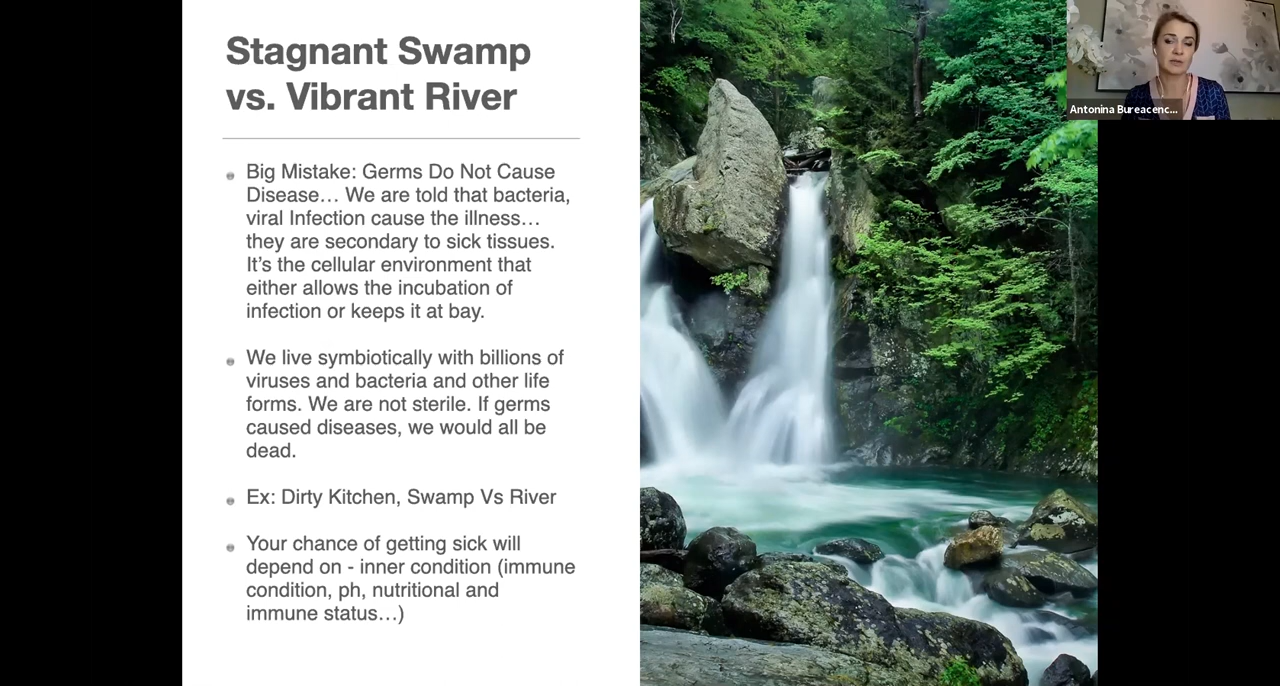 Stagnant Swamp
vs. Vibrant River
Big Mistake: Germs Do Not Cause
Disease… We are told that bacteria,
viral Infection cause the illness…
they are secondary to sick tissues.
It’s the cellular environment that
either allows the incubation of
infection or keeps it at bay.
We live symbiotically with billions of
viruses and bacteria and other life
forms. We are not sterile. If germs
caused diseases, we would all be
dead.
Ex: Dirty Kitchen, Swamp Vs River
Your chance of getting sick will
depend on - inner condition (immune
condition, ph, nutritional and
immune status…)
Antonina Bureacenc...